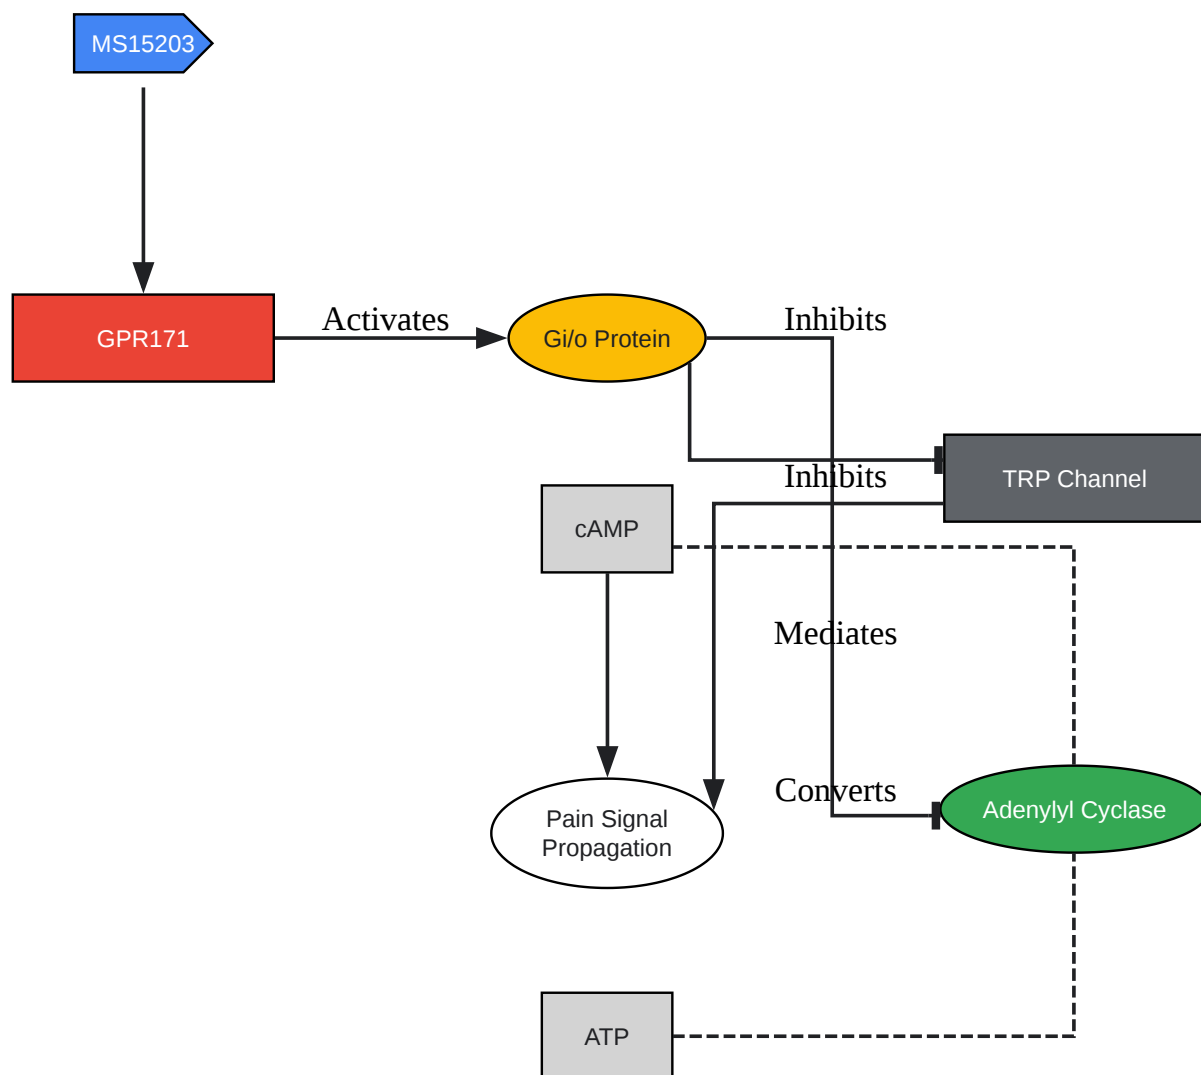 MS15203
GPR171
Activates
Gi/o Protein
Inhibits
Inhibits
TRP Channel
cAMP
Mediates
Converts
Adenylyl Cyclase
Pain Signal
Propagation
ATP